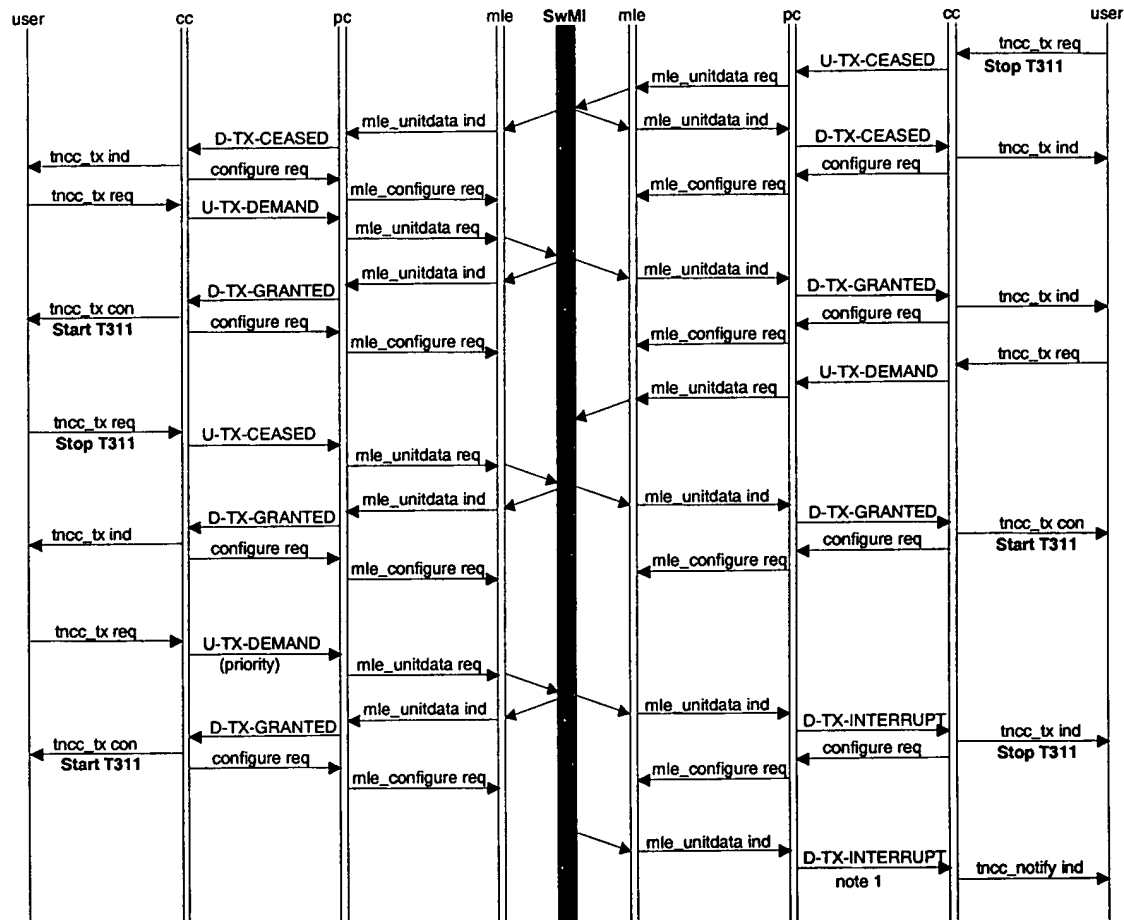 user cc pc mle SwMI mle pc cc user
tncc_tx req
U-TX-CEASED Stop T311
mle_unitdata req
mle_unitdata ind mle_unitdata ind
D-TX-CEASED D-TX-CEASED
tncc_tx ind configure req configure req tncc_tx ind
tncc_tx req mle_configure req mle_configure req
U-TX-DEMAND
mle_unitdata req
mle_unitdata ind mle_unitdata ind
D-TX-GRANTED D-TX-GRANTED tncc_tx ind
tncc_tx con configure req configure req
Start T311
mle_configure req mle_configure req
tncc_tx req
U-TX-DEMAND
mle_unitdata req
tncc_tx req
Stop T311 U-TX-CEASED
mle_unitdata req
mle_unitdata ind mle_unitdata ind
D-TX-GRANTED D-TX-GRANTED
tncc_tx ind tncc_tx con
configure req configure req Start T311
mle_configure req mle_configure req
tncc_tx req U-TX-DEMAND
(priority)
mle_unitdata req
mle_unitdata ind mle_unitdata ind
D-TX-GRANTED D-TX-INTERRUPT
tncc_tx con tncc_tx ind
Start T311 configure req configure req Stop T311
mle_configure req mle_configure req
mle_unitdata ind
D-TX-INTERRUPT
note 1 tncc_notify ind